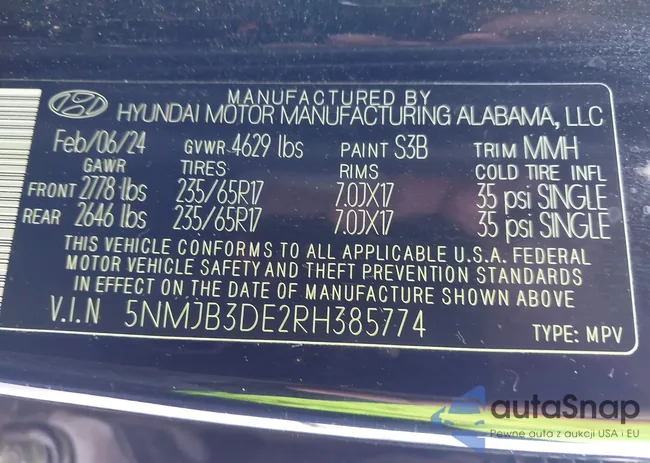 MANUFACTURED BY
HYUNDAI MOTOR MANUFACTURING ALABAMA, LLC
Feb/06/24 GVWR 4629 lbs PAINT S3B TRIM MMH
GAWR TIRES RIMS COLD TIRE INFL
FRONT 2778 lbs 235/65R17 7.0JX17 35 psi SINGLE
REAR 2646 lbs 235/65R17 7.0JX17 35 psi SINGLE
THIS VEHICLE CONFORMS TO ALL APPLICABLE U.S.A. FEDERAL
MOTOR VEHICLE SAFETY AND THEFT PREVENTION STANDARDS
IN EFFECT ON THE DATE OF MANUFACTURE SHOWN ABOVE
V.I.N 5NMJB3DE2RH385774 TYPE: MPV
autaSnap
Pewne auta z aukcji USA i EU